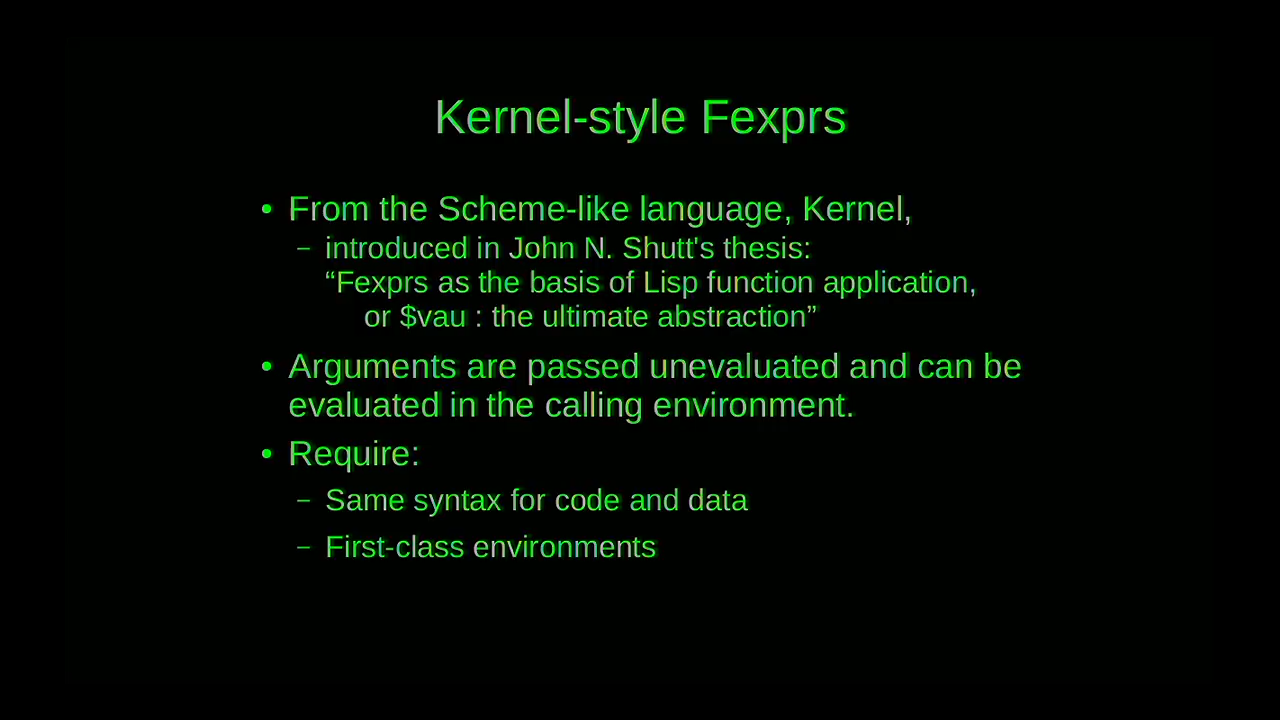 Kernel-style Fexprs
• From the Scheme-like language, Kernel,
– introduced in John N. Shutt's thesis:
“Fexprs as the basis of Lisp function application,
or $vau : the ultimate abstraction”
• Arguments are passed unevaluated and can be
evaluated in the calling environment.
• Require:
– Same syntax for code and data
– First-class environments